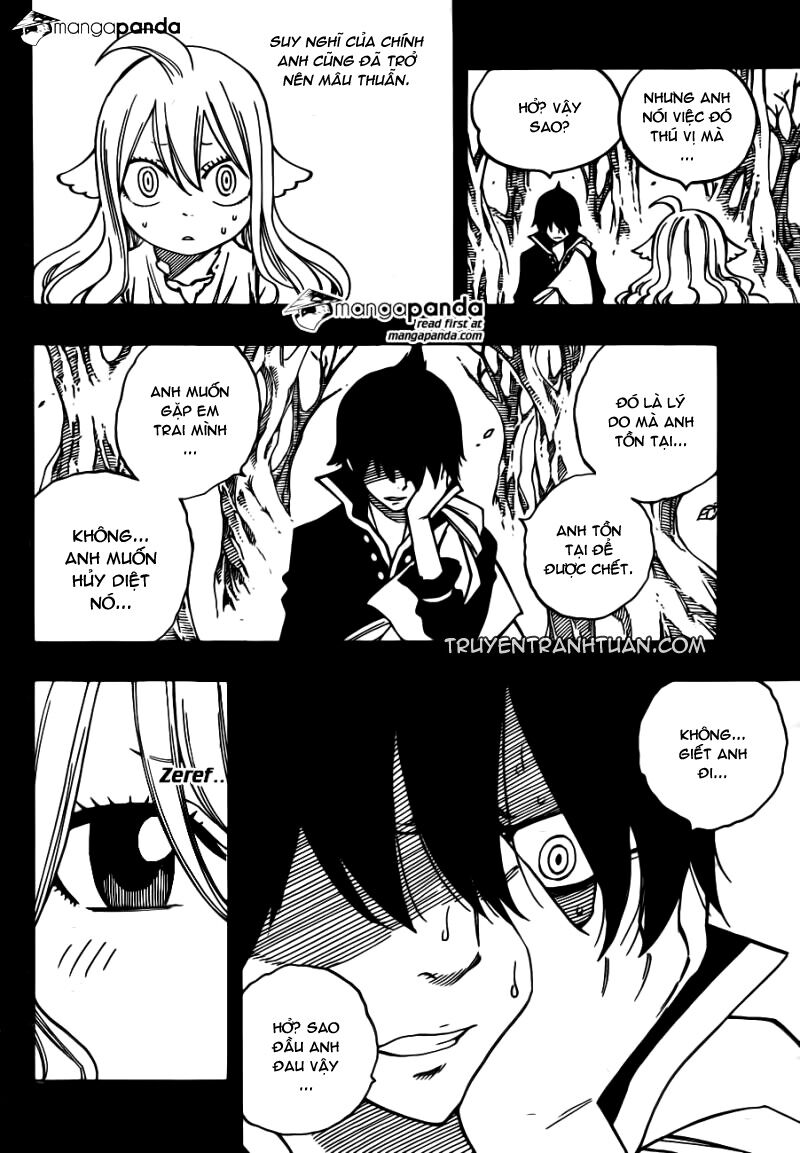 mangapanda
NHƯNG ANH
NÓI VIỆC ĐÓ
THÚ VỊ MÀ
...
HỞ? VẬY
SAO?
SUY NGHĨ CỦA CHÍNH
ANH CŨNG ĐÃ TRỞ
NÊN MÂU THUẪN.
mangapanda
read first at
mangapanda.com
ĐÓ LÀ LÝ
DO MÀ ANH
TỒN TẠI...
ANH TỒN
TẠI ĐỂ
ĐƯỢC CHẾT.
ANH MUỐN
GẶP EM
TRAI MÌNH
...
KHÔNG...
ANH MUỐN
HỦY DIỆT
NÓ...
TRUYENTRANHTUAN.COM
KHÔNG...
GIẾT ANH
ĐI...
HỞ? SAO
ĐẦU ANH
ĐAU VẬY
...
Zeref..